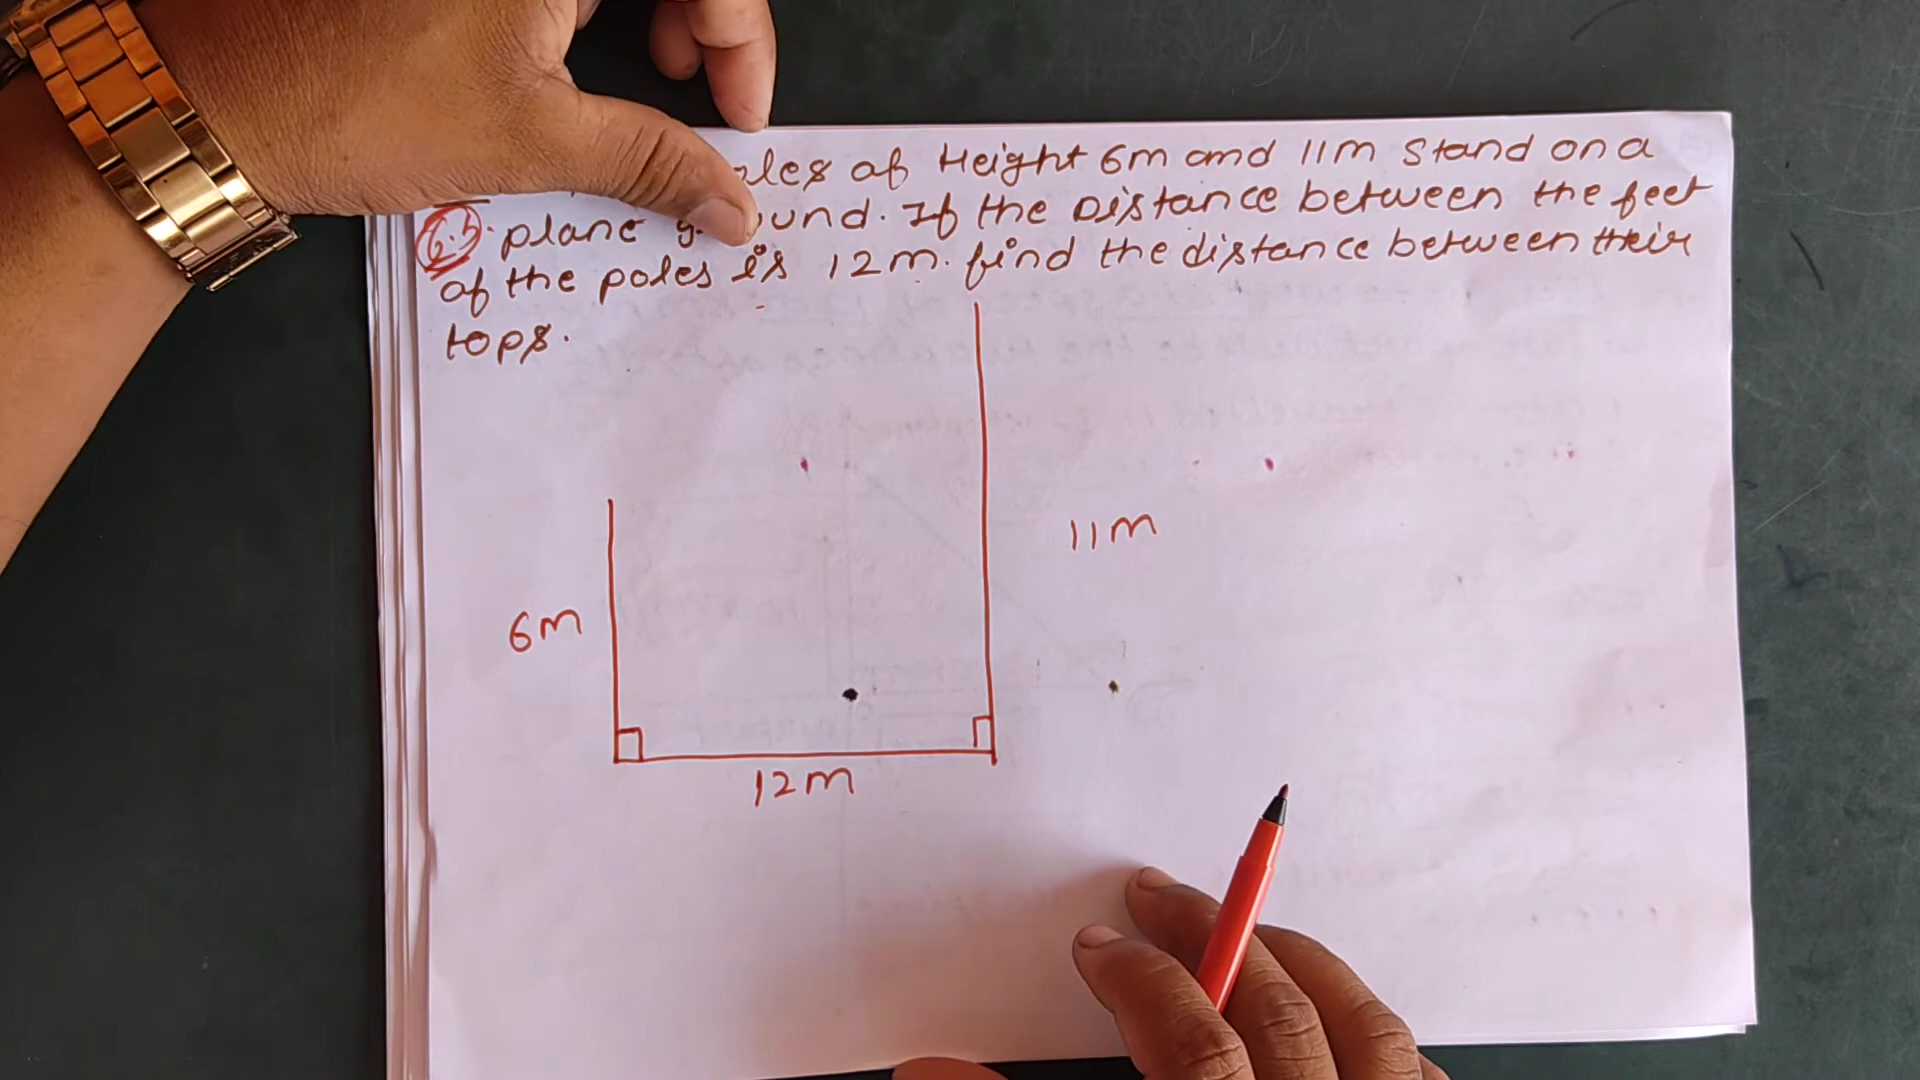 of Height 6m and 11m stand on a
6.5. plane und. If the Distance between the feet
of the poles is 12m. find the distance between their
tops.
11m
6m
12m